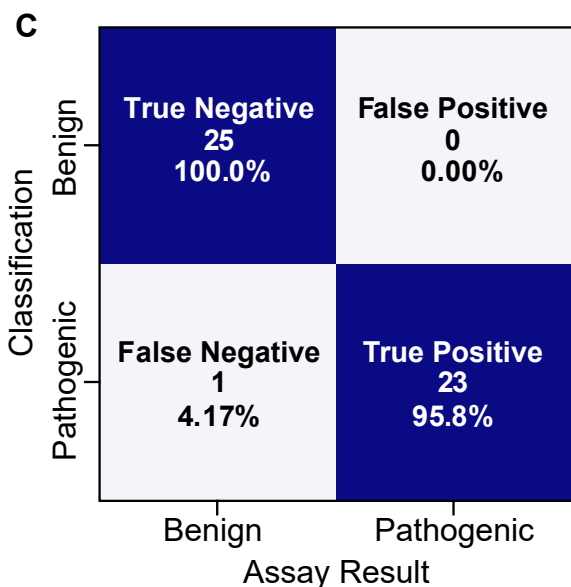 C
Classification
Benign
Pathogenic
True Negative
25
100.0%
False Positive
0
0.00%
False Negative
1
4.17%
True Positive
23
95.8%
Benign
Pathogenic
Assay Result